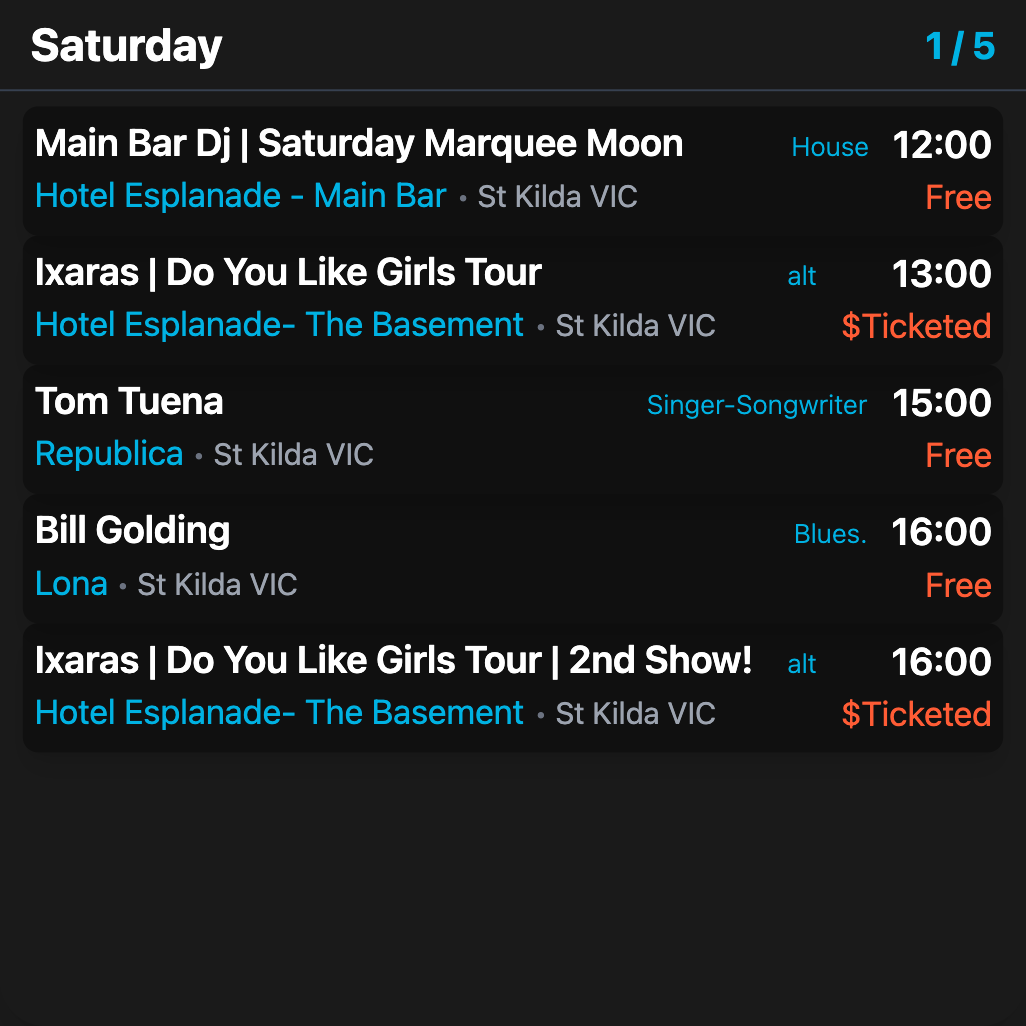 Saturday 1 / 5
Main Bar Dj | Saturday Marquee Moon House 12:00
Hotel Esplanade - Main Bar • St Kilda VIC Free
Ixaras | Do You Like Girls Tour alt 13:00
Hotel Esplanade- The Basement • St Kilda VIC $Ticketed
Tom Tuena Singer-Songwriter 15:00
Republica • St Kilda VIC Free
Bill Golding Blues. 16:00
Lona • St Kilda VIC Free
Ixaras | Do You Like Girls Tour | 2nd Show! alt 16:00
Hotel Esplanade- The Basement • St Kilda VIC $Ticketed